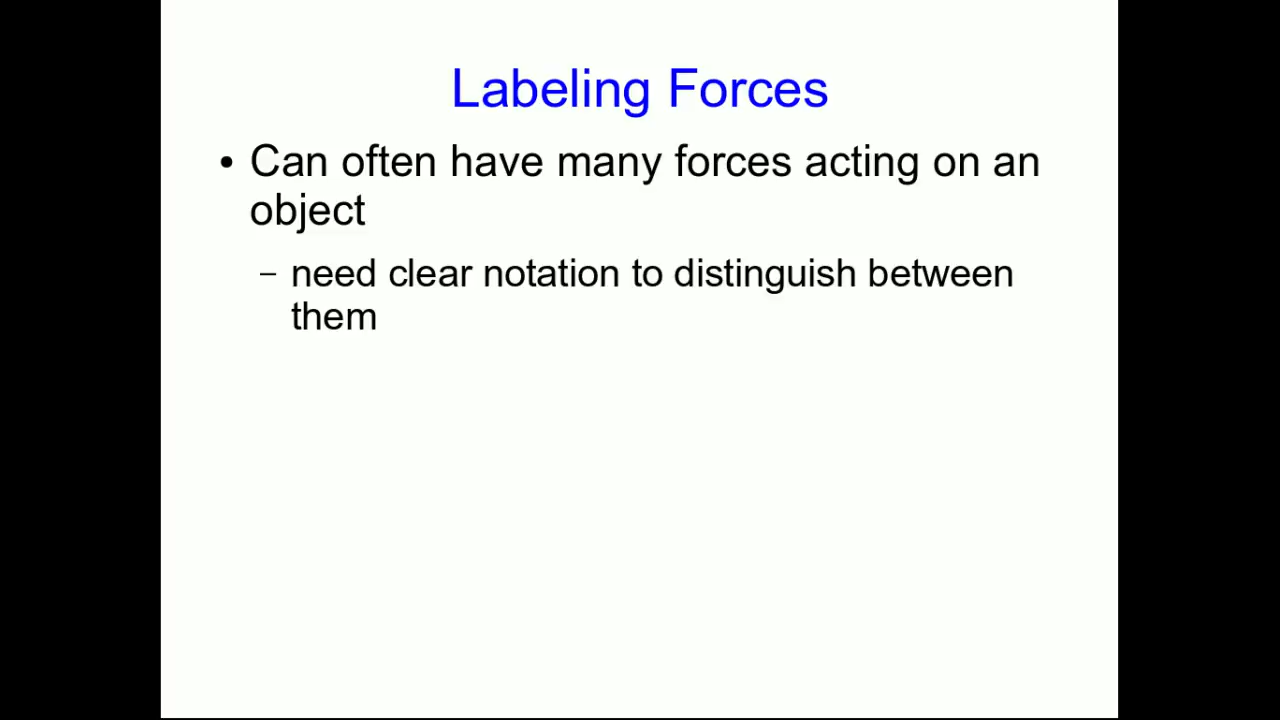 Labeling Forces
• Can often have many forces acting on an
object
– need clear notation to distinguish between
them